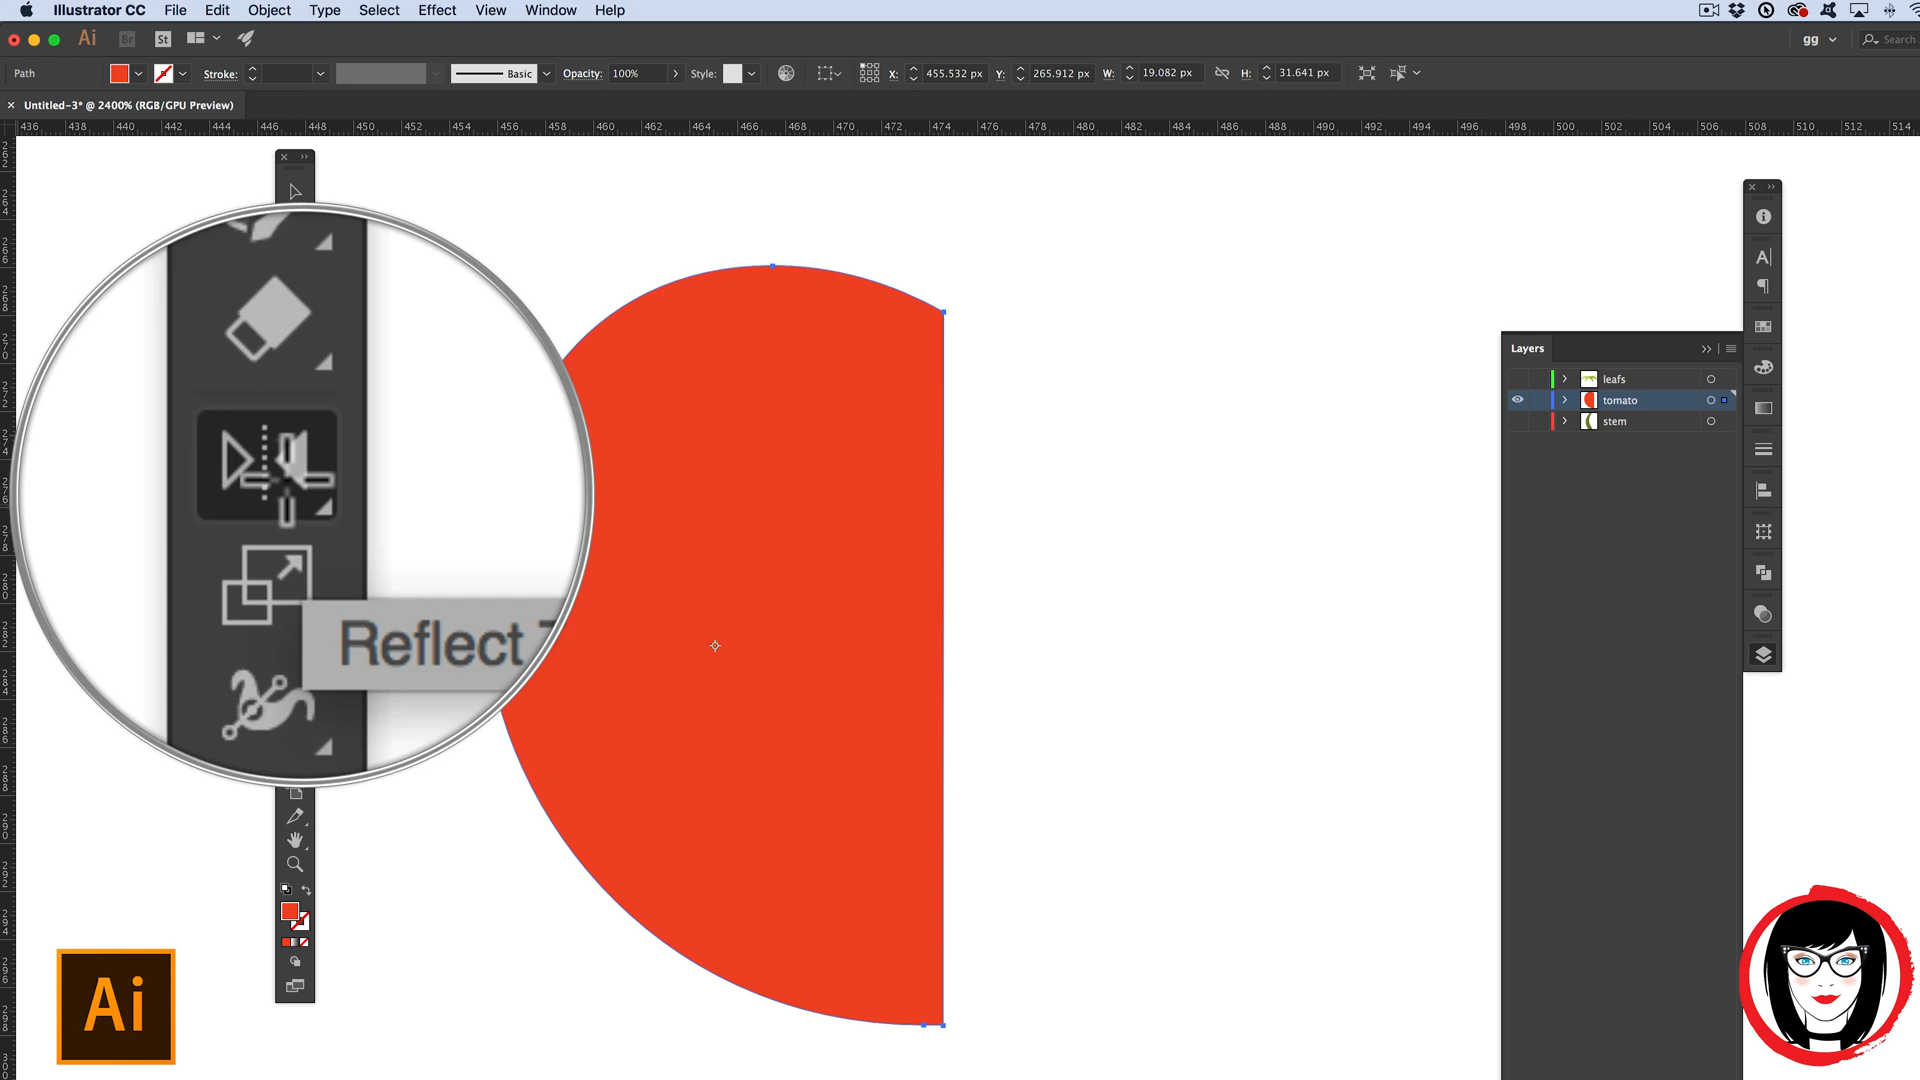 Illustrator CC File Edit Object Type Select Effect View Window Help
Ai Br St gg Search
Path Stroke: Basic Opacity: 100% Style: X: 455.532 px Y: 265.912 px W: 19.082 px H: 31.641 px
Untitled-3* @ 2400% (RGB/GPU Preview)
436 438 440 442 444 446 448 450 452 454 456 458 460 462 464 466 468 470 472 474 476 478 480 482 484 486 488 490 492 494 496 498 500 502 504 506 508 510 512 514
Layers
leafs
tomato
stem
Reflect
Ai